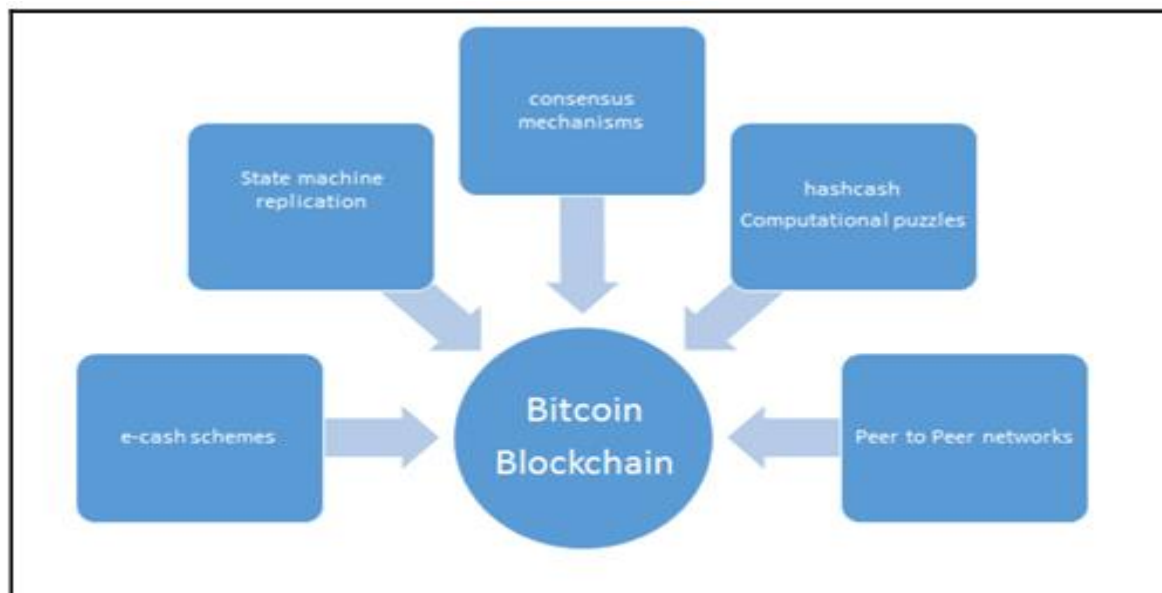 consensus
mechanisms
State machine
replication
hashcash
Computational puzzles
e-cash schemes
Bitcoin
Blockchain
Peer to Peer networks